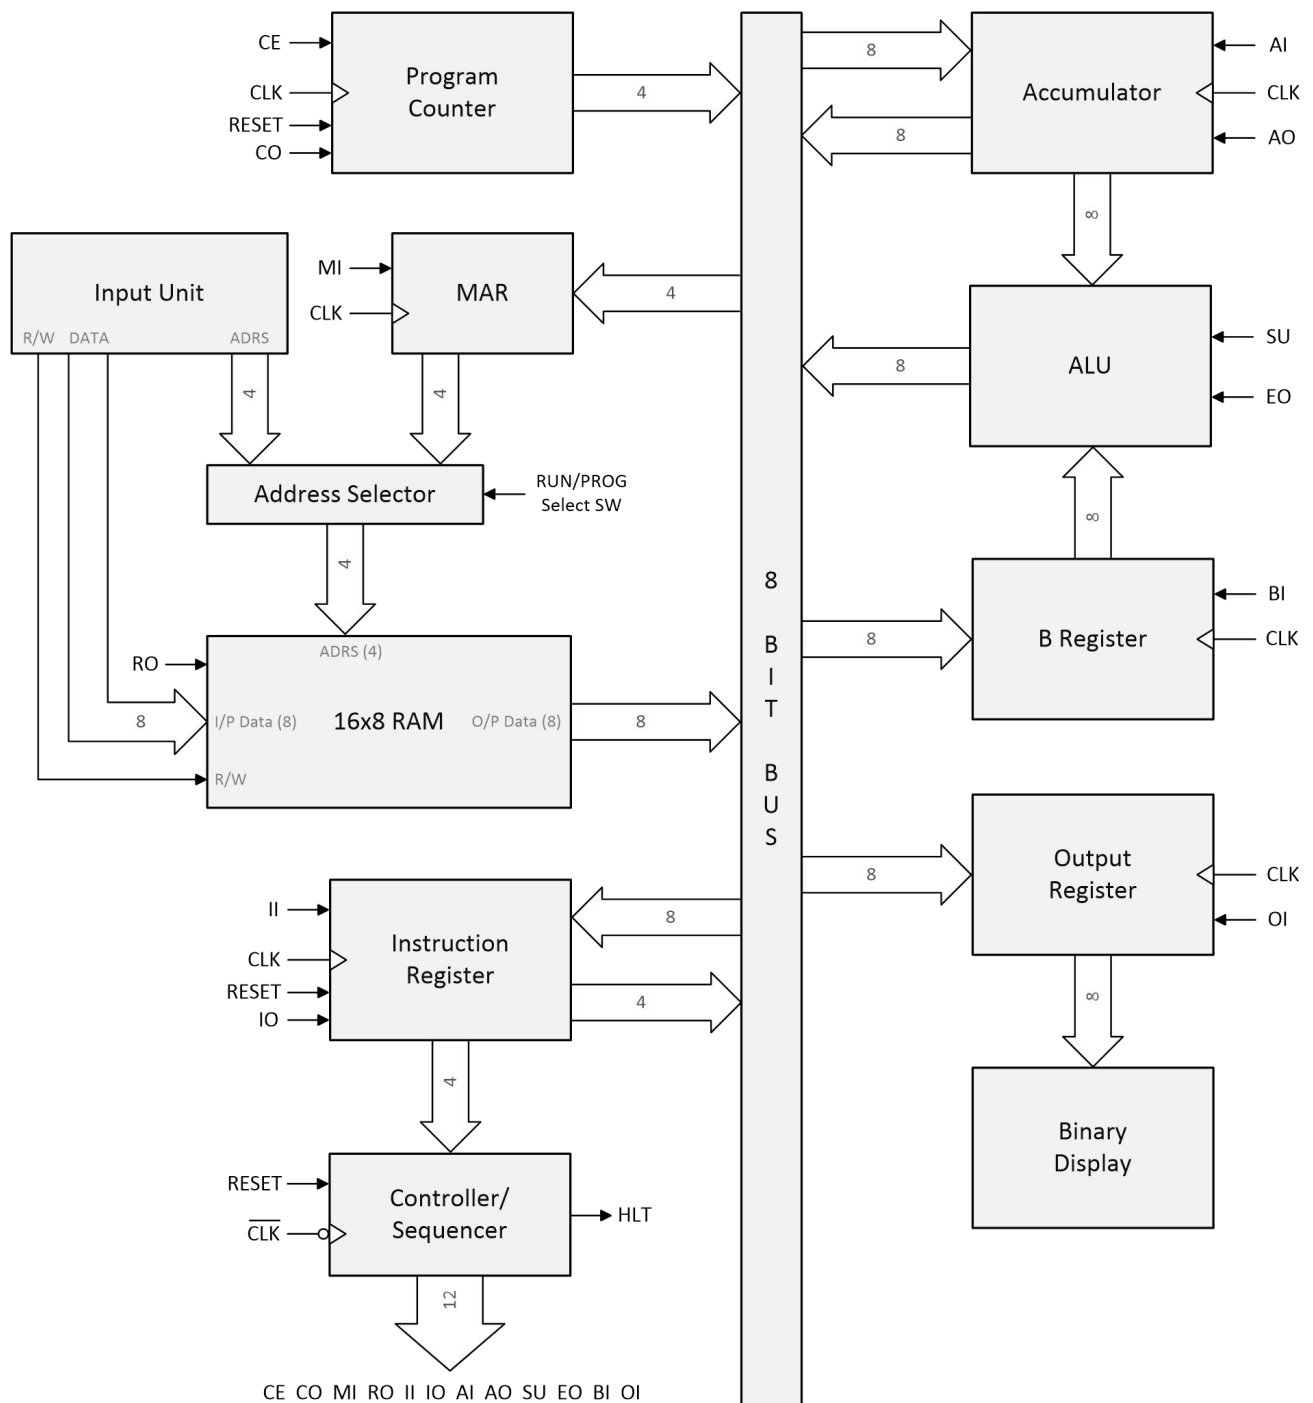 CE
CLK
RESET
CO
Program
Counter
4
8
8
Accumulator
AI
CLK
AO
8
Input Unit
R/W DATA ADRS
MI
CLK
MAR
4
ALU
8
SU
EO
4
4
Address Selector
RUN/PROG
Select SW
4
8
RO
ADRS (4)
8
I/P Data (8)
16x8 RAM
O/P Data (8)
R/W
8
8 BIT BUS
8
B Register
BI
CLK
8
Output
Register
CLK
OI
II
CLK
RESET
IO
Instruction
Register
8
4
8
4
RESET
CLK
Controller/
Sequencer
HLT
Binary
Display
12
CE CO MI RO II IO AI AO SU EO BI OI